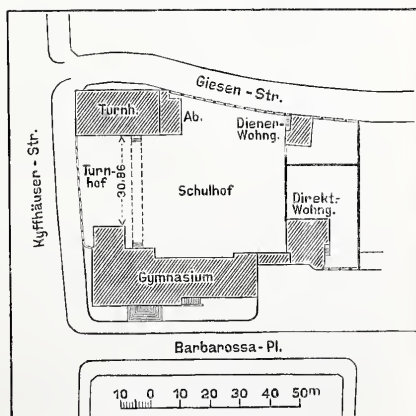 Giesen-Str.
Turnh.
Ab.
Diener-
Wohng.
Kyffhäuser-Str.
Turn-
hof
30,86
Schulhof
Direkt.-
Wohng.
Gymnasium
Barbarossa-Pl.
10 0 10 20 30 40 50m